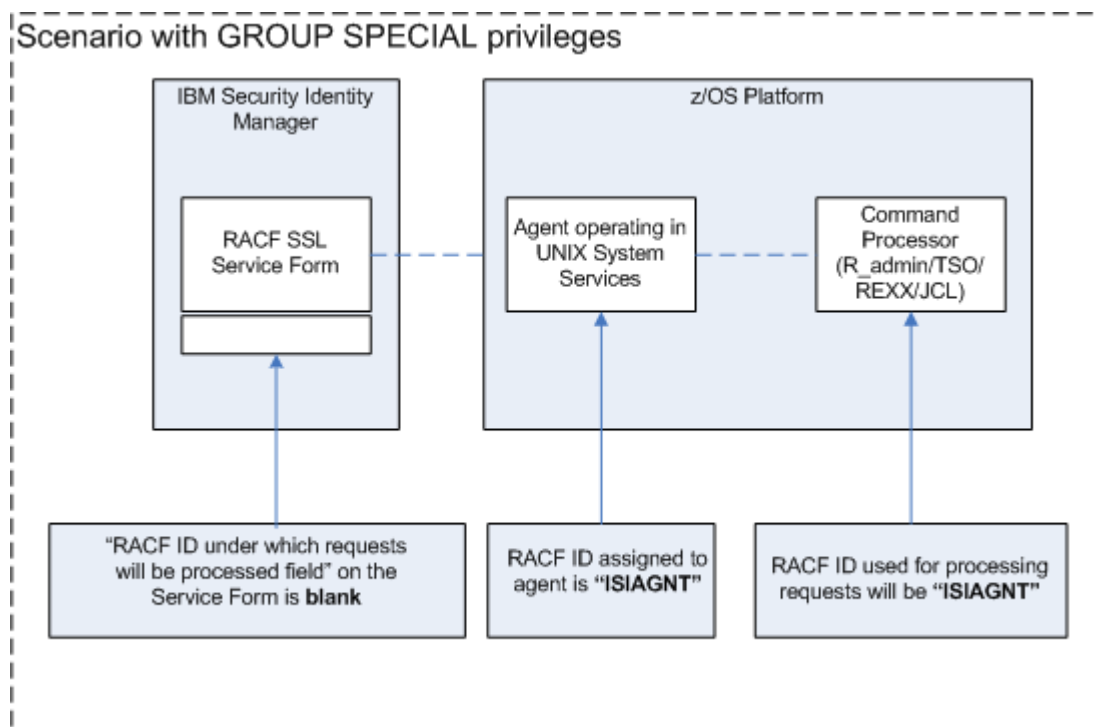 Scenario with GROUP SPECIAL privileges
IBM Security Identity
Manager
z/OS Platform
RACF SSL
Service Form
Agent operating in
UNIX System
Services
Command
Processor
(R_admin/TSO/
REXX/JCL)
“RACF ID under which requests
will be processed field” on the
Service Form is blank
RACF ID assigned to
agent is “ISIAGNT”
RACF ID used for processing
requests will be “ISIAGNT”